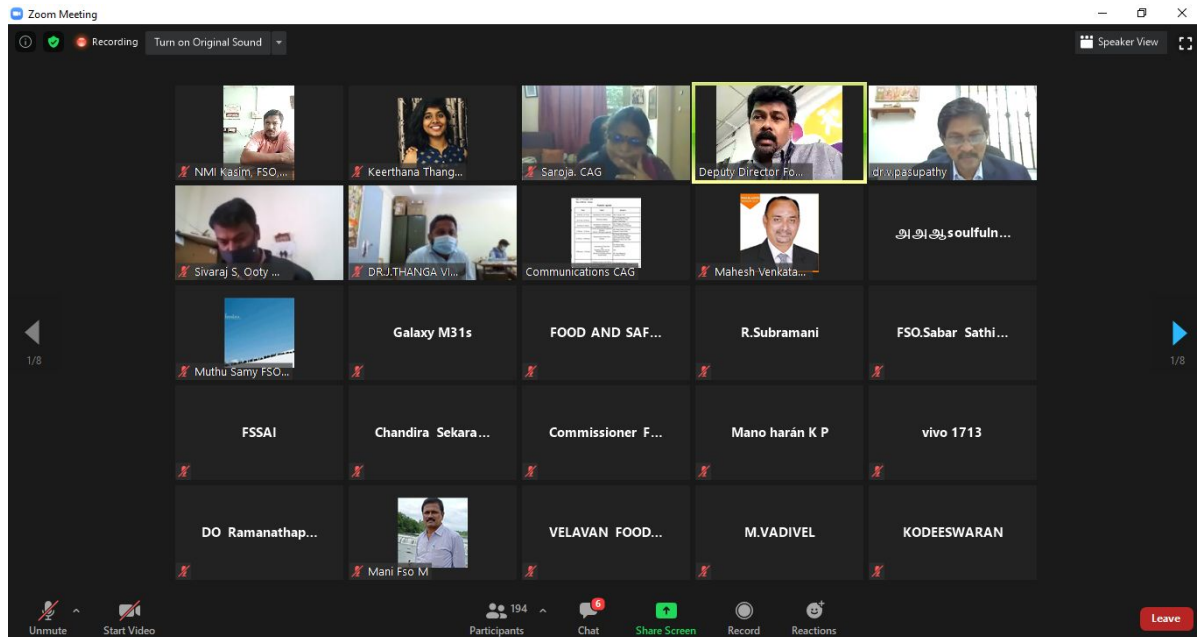 Zoom Meeting
Recording
Turn on Original Sound
Speaker View
NMI Kasim, FSO,...
Keerthana Thang...
Saroja. CAG
Deputy Director Fo...
dr.v.pasupathy
Sivaraj S, Ooty ...
DR.J.THANGA VI...
Communications CAG
Mahesh Venkata...
அ அ ஆ soulfuln...
Muthu Samy FSO...
Galaxy M31s
FOOD AND SAF...
R.Subramani
FSO.Sabar Sathi...
1/8
1/8
FSSAI
Chandira Sekara...
Commissioner F...
Mano harán K P
vivo 1713
DO Ramanathap...
Mani Fso M
VELAVAN FOOD...
M.VADIVEL
KODEESWARAN
Unmute
Start Video
194
Participants
6
Chat
Share Screen
Record
Reactions
Leave